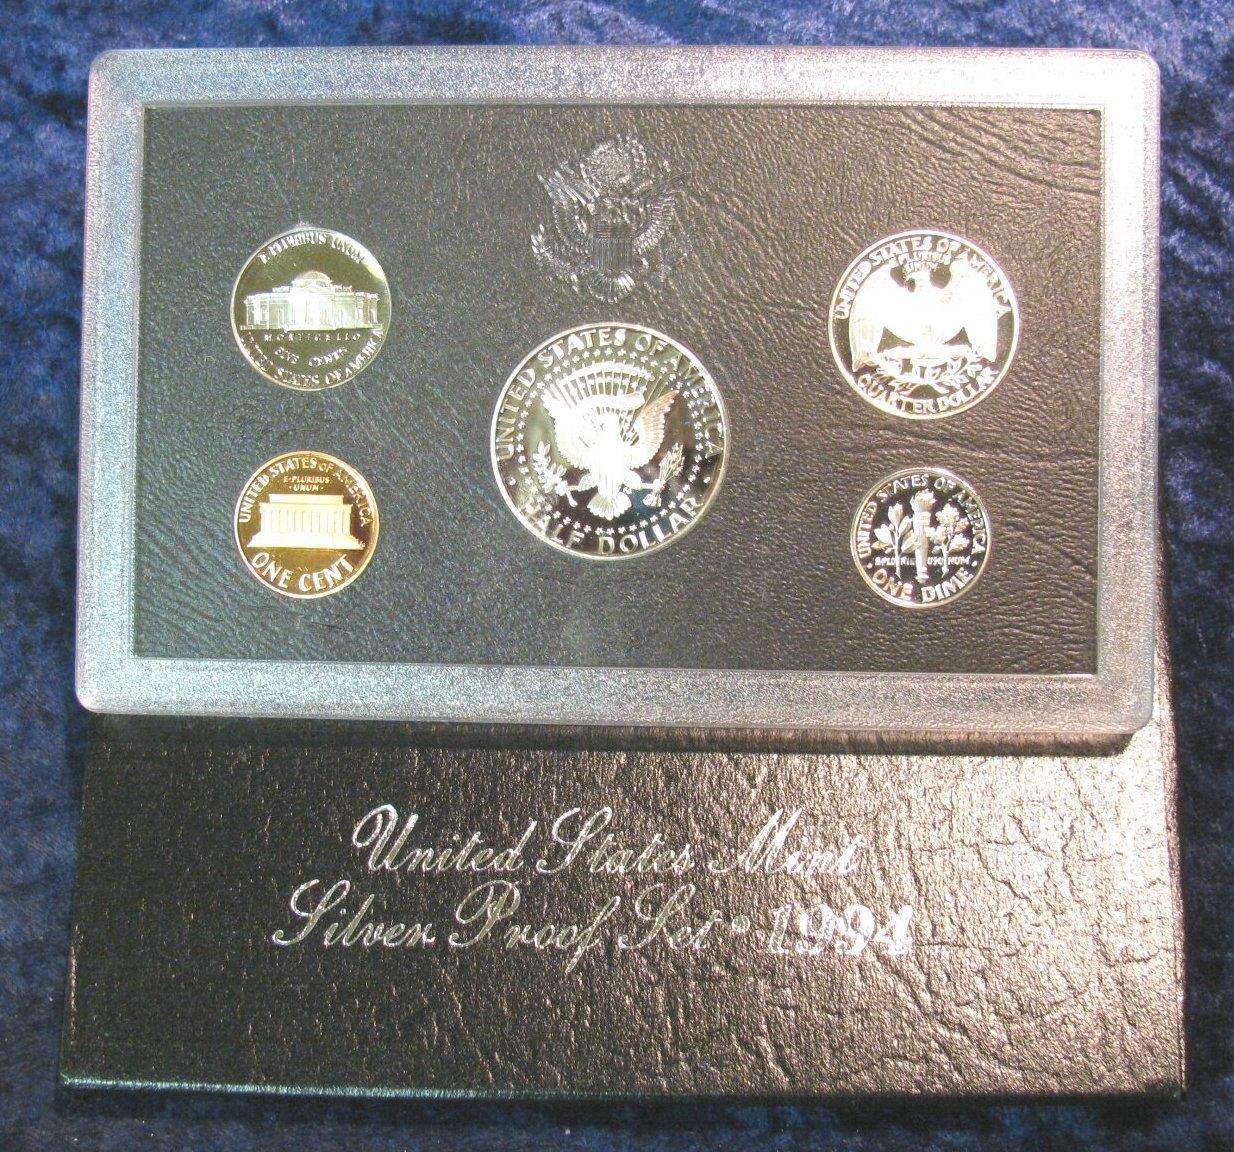 E PLURIBUS UNUM
MONTICELLO
FIVE CENTS
UNITED STATES OF AMERICA
UNITED STATES OF AMERICA
E PLURIBUS
UNUM
QUARTER DOLLAR
UNITED STATES OF AMERICA
HALF DOLLAR
UNITED STATES OF AMERICA
E·PLURIBUS
·UNUM·
ONE CENT
UNITED STATES OF AMERICA
E PLURIBUS UNUM
· ONE DIME ·
United States Mint
Silver Proof Set ® 1994